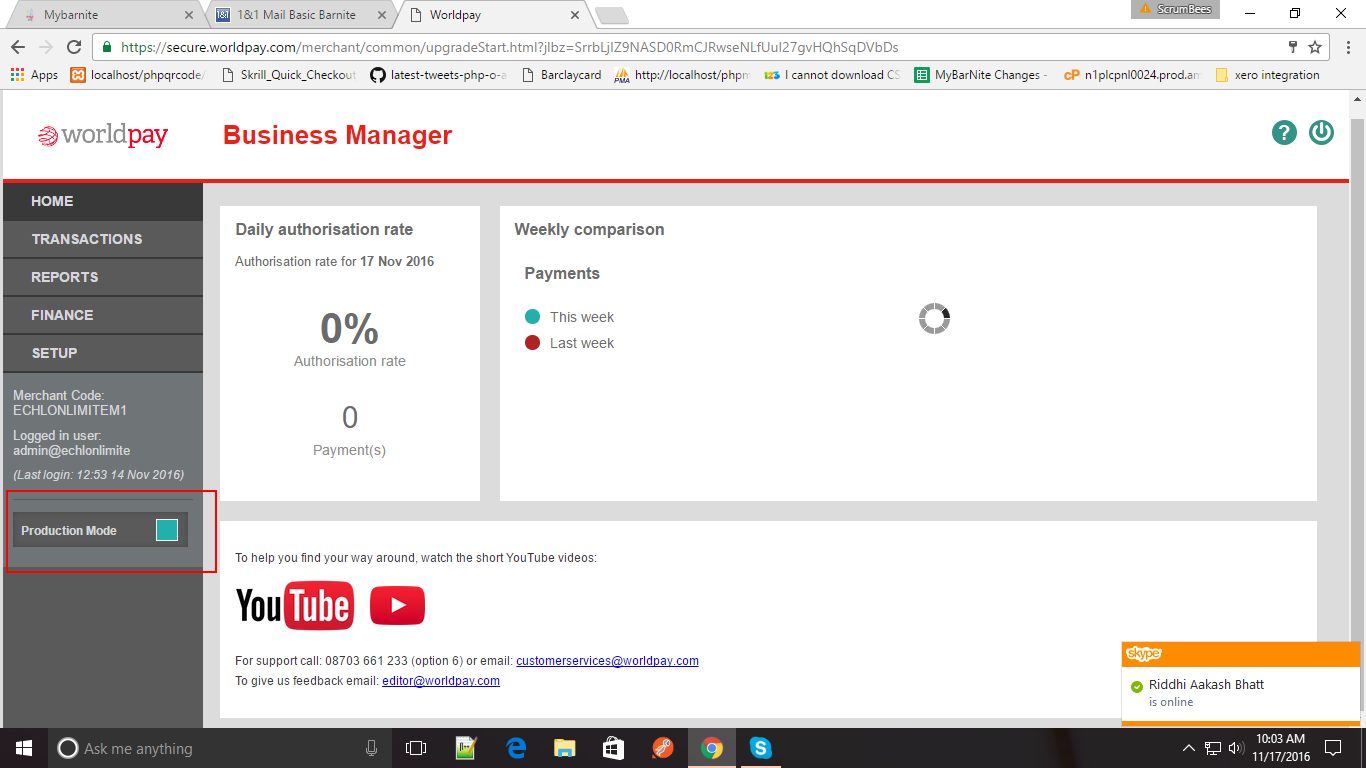 Mybarnite
1&1 Mail Basic Barnite
Worldpay
ScrumBees
https://secure.worldpay.com/merchant/common/upgradeStart.html?jlbz=SrrbLjIZ9NASD0RmCJRwseNLfUuI27gvHQhSqDVbDs
Apps
localhost/phpqrcode/
Skrill_Quick_Checkout
latest-tweets-php-o-a
Barclaycard
http://localhost/phpm
I cannot download CS
MyBarNite Changes -
n1plcpnl0024.prod.am
xero integration
worldpay
Business Manager
HOME
TRANSACTIONS
REPORTS
FINANCE
SETUP
Merchant Code:
ECHLONLIMITEM1
Logged in user:
admin@echlonlimite
(Last login: 12:53 14 Nov 2016)
Production Mode
Daily authorisation rate
Authorisation rate for 17 Nov 2016
0%
Authorisation rate
0
Payment(s)
Weekly comparison
Payments
This week
Last week
To help you find your way around, watch the short YouTube videos:
YouTube
For support call: 08703 661 233 (option 6) or email: customerservices@worldpay.com
To give us feedback email: editor@worldpay.com
skype
Riddhi Aakash Bhatt
is online
Ask me anything
10:03 AM
11/17/2016